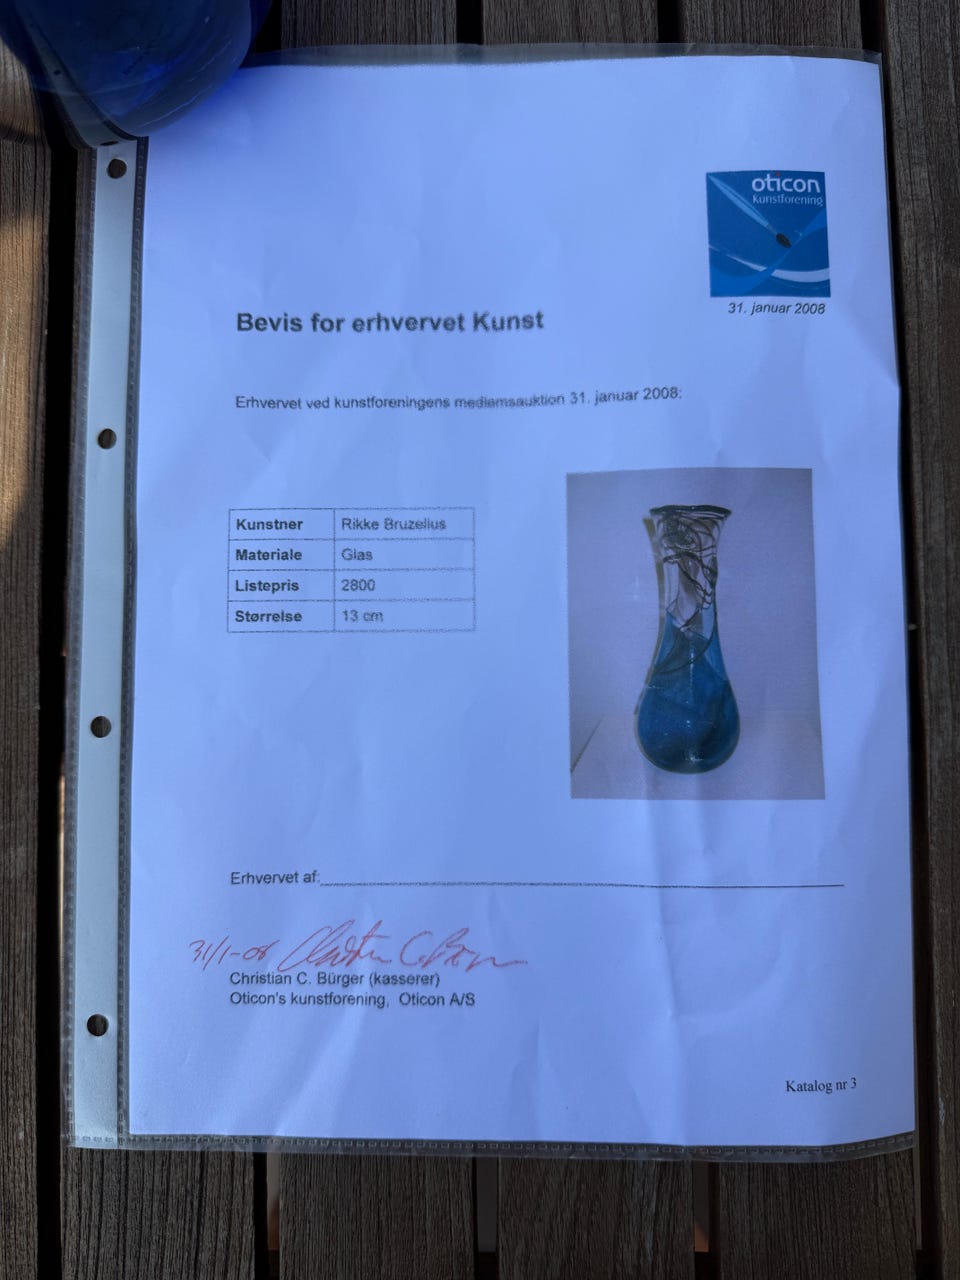 oticon
kunstforening
31. januar 2008
Bevis for erhvervet Kunst
Erhvervet ved kunstforeningens medlemsauktion 31. januar 2008:
Kunstner Rikke Bruzelius
Materiale Glas
Listepris 2800
Størrelse 13 cm
Erhvervet af:
31/1-08 Christian C. Bürger
Christian C. Bürger (kasserer)
Oticon's kunstforening, Oticon A/S
Katalog nr 3